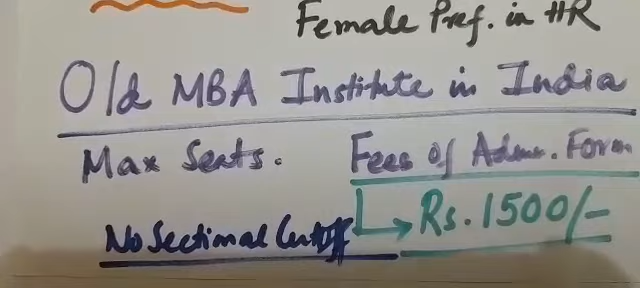 Female Pref. in HR
Old MBA Institute in India
Max Seats. Fees of Admn. Form
No Sectional Cutoff → Rs. 1500/-